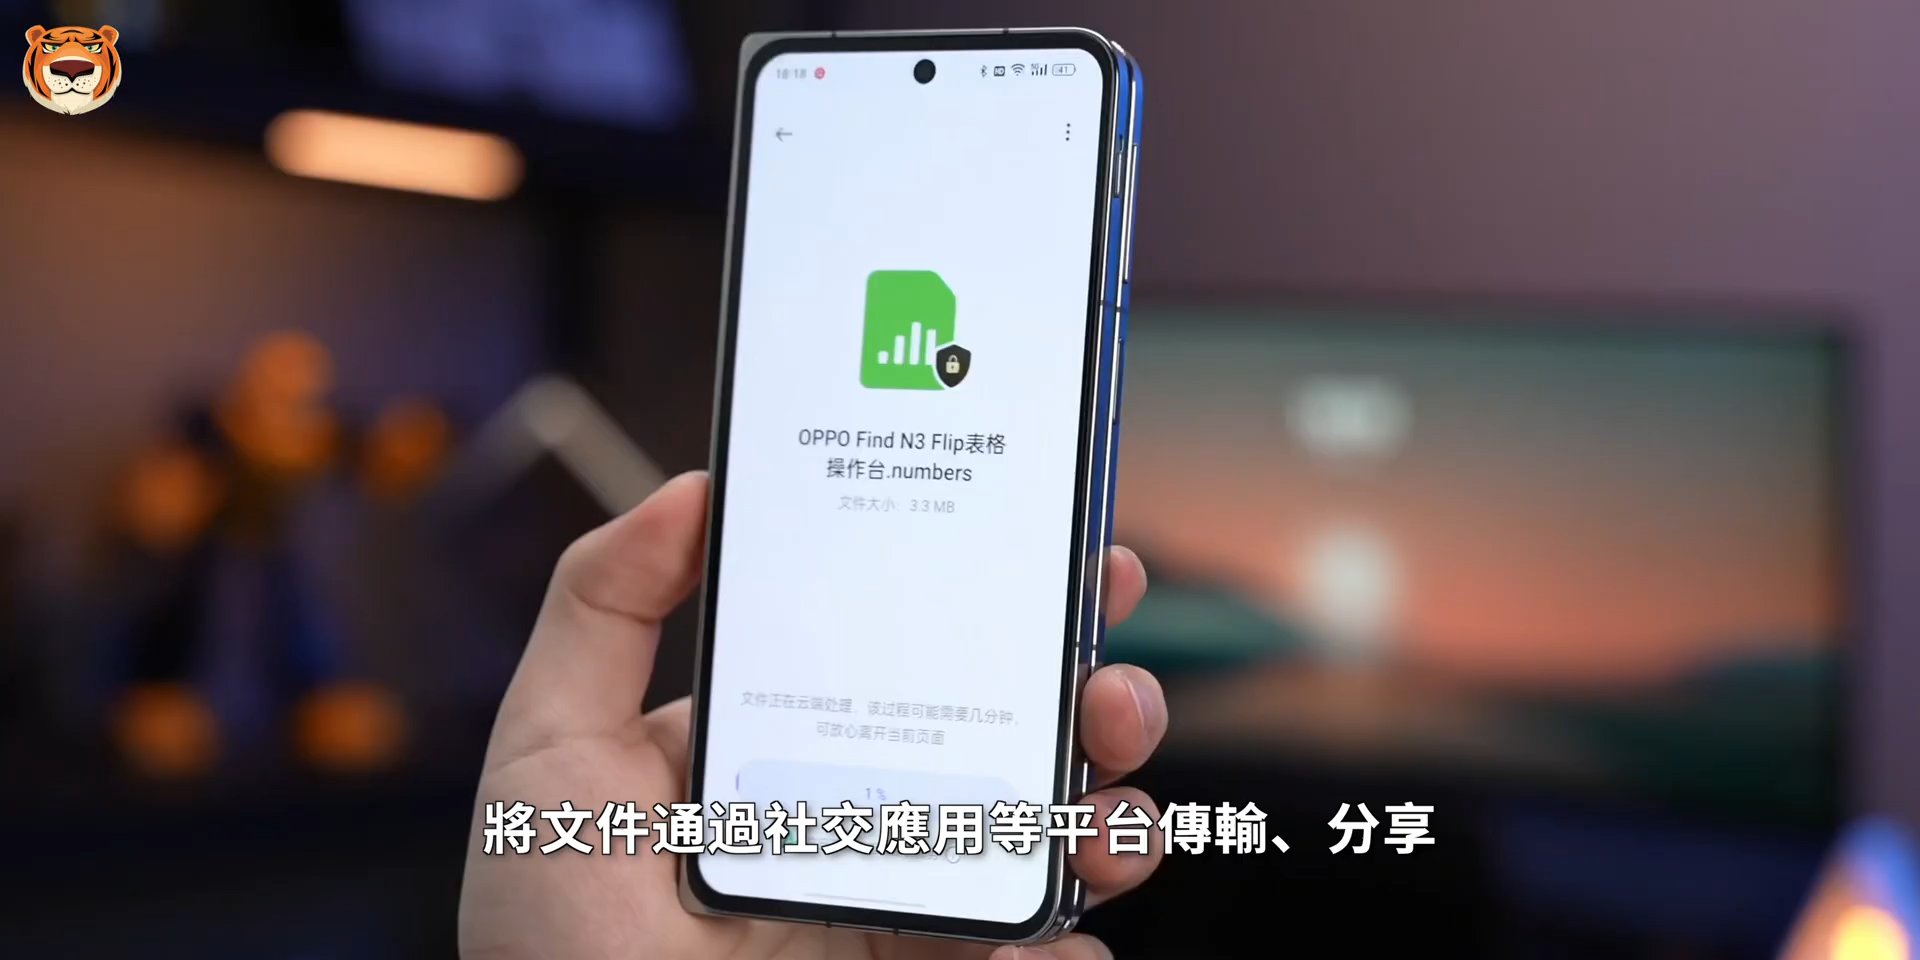 18:18
41
OPPO Find N3 Flip表格
操作台.numbers
文件大小：3.3 MB
文件正在云端处理，该过程可能需要几分钟，
可放心离开当前页面
1 %
將文件通過社交應用等平台傳輸、分享